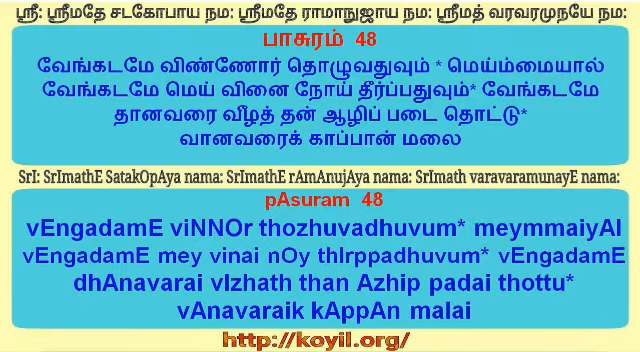 ஸ்ரீ: ஸ்ரீமதே சடகோபாய நம: ஸ்ரீமதே ராமாநுஜாய நம: ஸ்ரீமத் வரவரமுநயே நம:
பாசுரம் 48
வேங்கடமே விண்ணோர் தொழுவதுவும் * மெய்ம்மையால்
வேங்கடமே மெய் வினை நோய் தீர்ப்பதுவும்* வேங்கடமே
தானவரை வீழத் தன் ஆழிப் படை தொட்டு*
வானவரைக் காப்பான் மலை
SrI: SrImathE SatakOpAya nama: SrImathE rAmAnujAya nama: SrImath varavaramunayE nama:
pAsuram 48
vEngadamE viNNOr thozhuvadhuvum* meymmaiyAl
vEngadamE mey vinai nOy thIrppadhuvum* vEngadamE
dhAnavarai vIzhath than Azhip padai thottu*
vAnavaraik kAppAn malai
http://koyil.org/